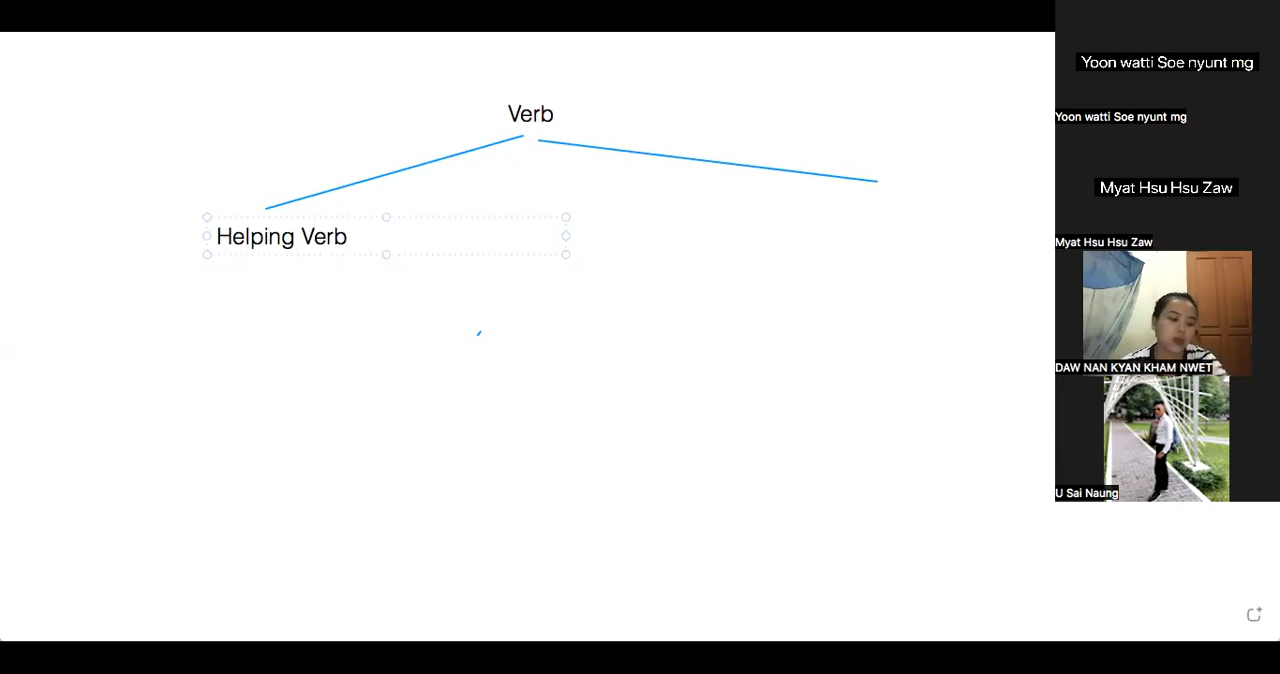 Verb
Helping Verb
Yoon watti Soe nyunt mg
Yoon watti Soe nyunt mg
Myat Hsu Hsu Zaw
Myat Hsu Hsu Zaw
DAW NAN KYAN KHAM NWET
U Sai Naung